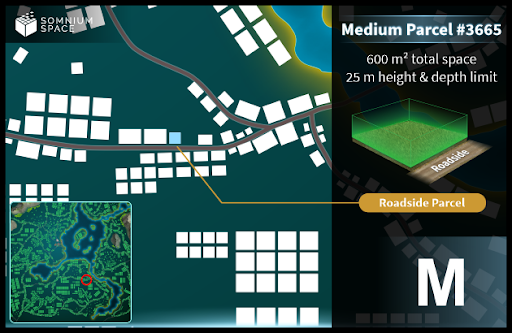 SOMNIUM
SPACE
Medium Parcel #3665
600 m² total space
25 m height & depth limit
Roadside
Roadside Parcel
M